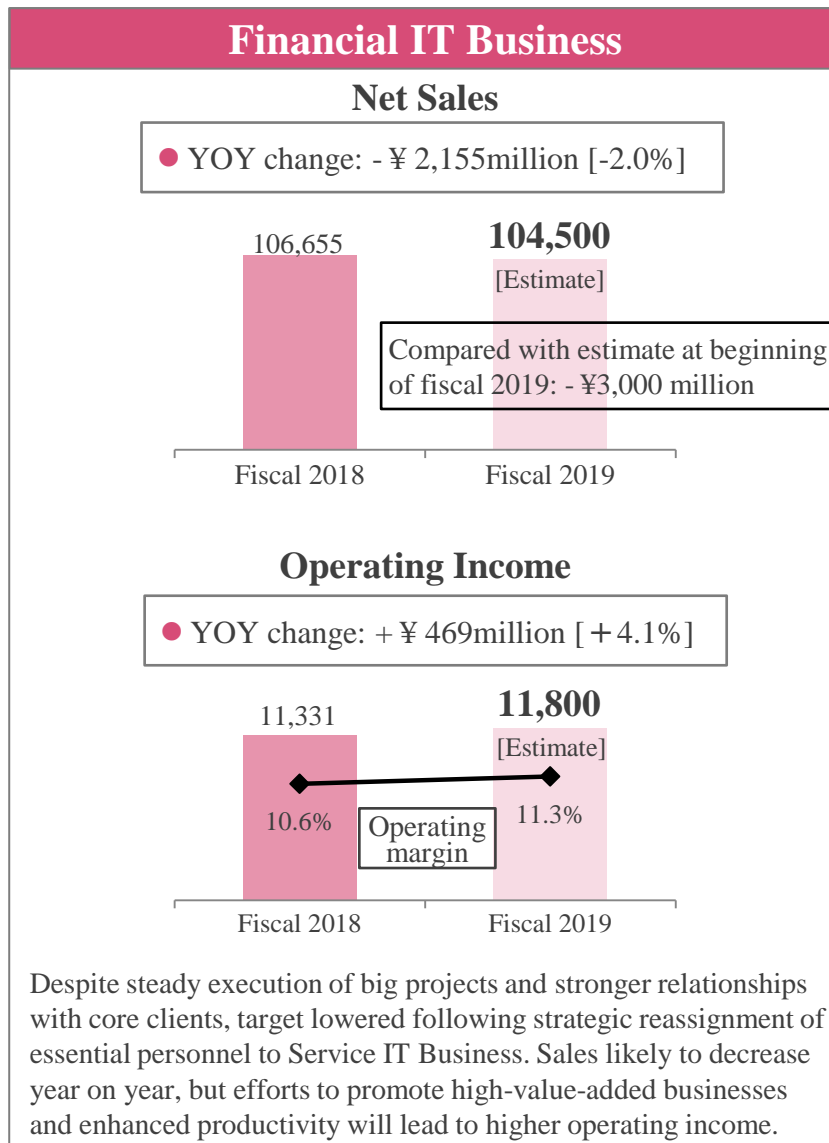 Financial IT Business
Net Sales
● YOY change: - ¥ 2,155million [-2.0%]
106,655
104,500
[Estimate]
Compared with estimate at beginning
of fiscal 2019: - ¥3,000 million
Fiscal 2018
Fiscal 2019
Operating Income
● YOY change: + ¥ 469million [＋4.1%]
11,331
11,800
[Estimate]
10.6%
Operating
margin
11.3%
Fiscal 2018
Fiscal 2019
Despite steady execution of big projects and stronger relationships
with core clients, target lowered following strategic reassignment of
essential personnel to Service IT Business. Sales likely to decrease
year on year, but efforts to promote high-value-added businesses
and enhanced productivity will lead to higher operating income.